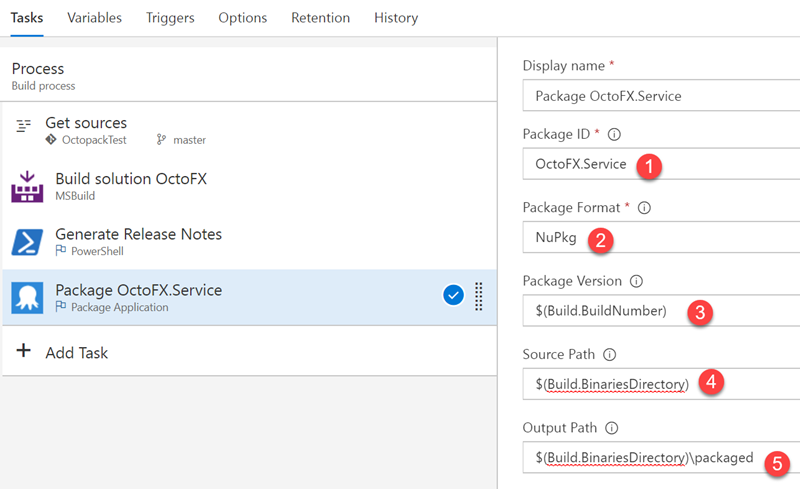 Tasks Variables Triggers Options Retention History
Process
Build process
Get sources
OctopackTest master
Build solution OctoFX
MSBuild
Generate Release Notes
PowerShell
Package OctoFX.Service
Package Application
Add Task
Display name *
Package OctoFX.Service
Package ID *
OctoFX.Service 1
Package Format *
NuPkg 2
Package Version
$(Build.BuildNumber) 3
Source Path
$(Build.BinariesDirectory) 4
Output Path
$(Build.BinariesDirectory)\packaged 5